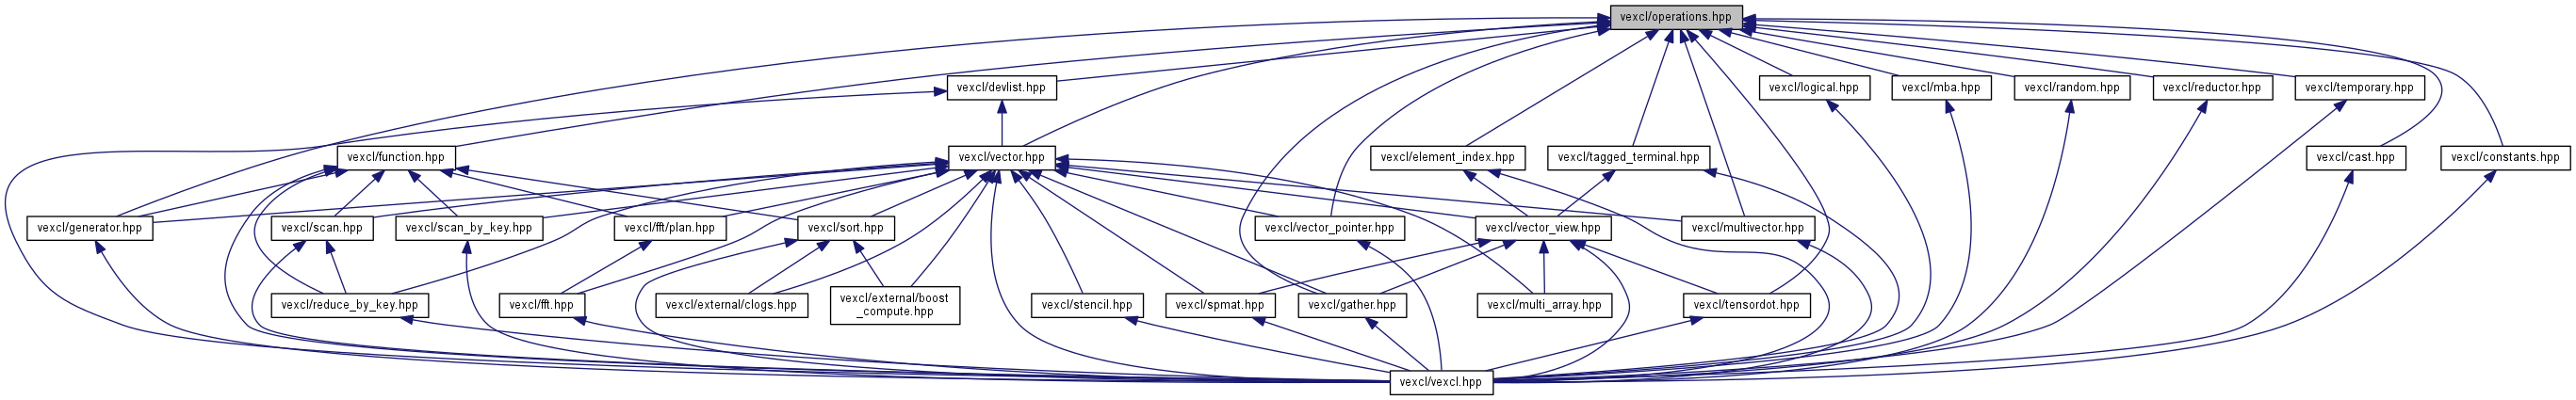 vexcl/operations.hpp
vexcl/devlist.hpp
vexcl/logical.hpp
vexcl/mba.hpp
vexcl/random.hpp
vexcl/reductor.hpp
vexcl/temporary.hpp
vexcl/function.hpp
vexcl/vector.hpp
vexcl/element_index.hpp
vexcl/tagged_terminal.hpp
vexcl/cast.hpp
vexcl/constants.hpp
vexcl/generator.hpp
vexcl/scan.hpp
vexcl/scan_by_key.hpp
vexcl/fft/plan.hpp
vexcl/sort.hpp
vexcl/vector_pointer.hpp
vexcl/vector_view.hpp
vexcl/multivector.hpp
vexcl/reduce_by_key.hpp
vexcl/fft.hpp
vexcl/external/clogs.hpp
vexcl/external/boost
_compute.hpp
vexcl/stencil.hpp
vexcl/spmat.hpp
vexcl/gather.hpp
vexcl/multi_array.hpp
vexcl/tensordot.hpp
vexcl/vexcl.hpp